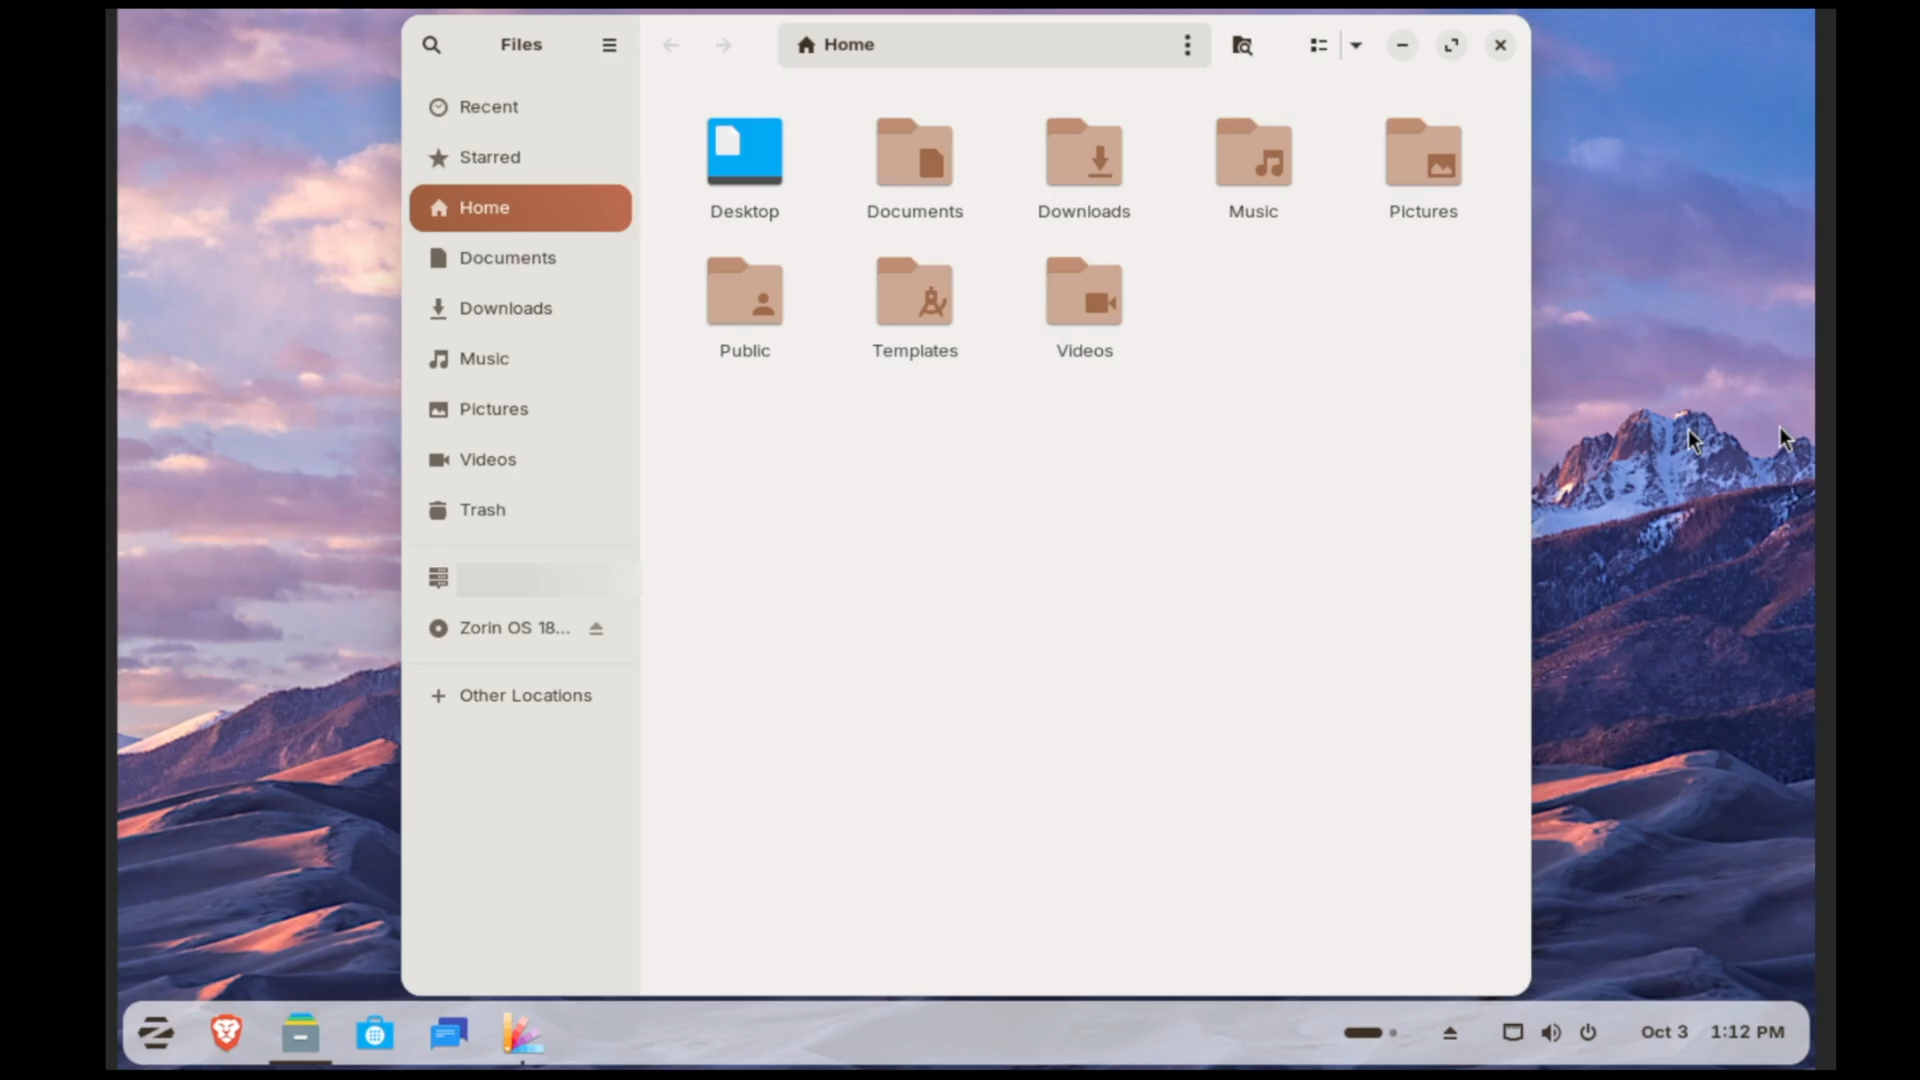 Files
Home
Recent
Starred
Home
Documents
Downloads
Music
Pictures
Videos
Trash
Zorin OS 18...
Other Locations
Desktop
Documents
Downloads
Music
Pictures
Public
Templates
Videos
Oct 3 1:12 PM